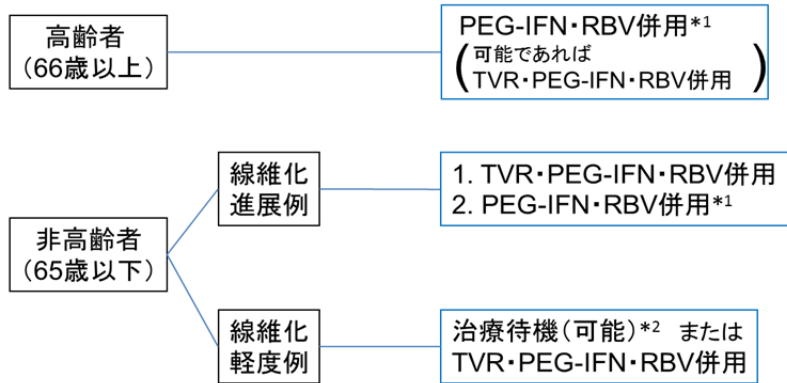 高齢者
（66歳以上）
PEG-IFN・RBV併用*1
（可能であれば
TVR・PEG-IFN・RBV併用）
非高齢者
（65歳以下）
線維化
進展例
1. TVR・PEG-IFN・RBV併用
2. PEG-IFN・RBV併用*1
線維化
軽度例
治療待機（可能）*2 または
TVR・PEG-IFN・RBV併用